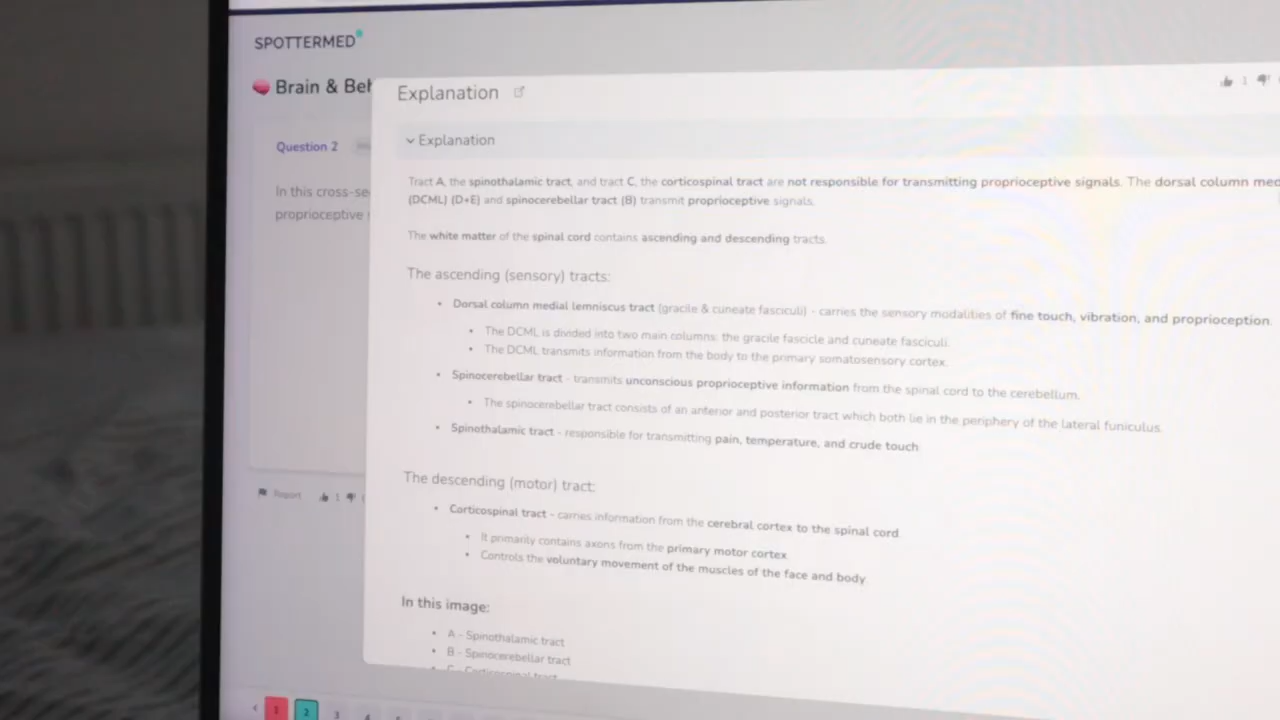 SPOTTERMED
Brain & Beh
Explanation
1
Explanation
Question 2
Tract A, the spinothalamic tract, and tract C, the corticospinal tract are not responsible for transmitting proprioceptive signals. The dorsal column med
(DCML) (D+E) and spinocerebellar tract (B) transmit proprioceptive signals.
In this cross-se
proprioceptive
The white matter of the spinal cord contains ascending and descending tracts.
The ascending (sensory) tracts:
Dorsal column medial lemniscus tract (gracile & cuneate fasciculi) - carries the sensory modalities of fine touch, vibration, and proprioception.
The DCML is divided into two main columns: the gracile fascicle and cuneate fasciculi.
The DCML transmits information from the body to the primary somatosensory cortex.
Spinocerebellar tract - transmits unconscious proprioceptive information from the spinal cord to the cerebellum.
The spinocerebellar tract consists of an anterior and posterior tract which both lie in the periphery of the lateral funiculus.
Spinothalamic tract - responsible for transmitting pain, temperature, and crude touch
The descending (motor) tract:
Report 1
Corticospinal tract - carries information from the cerebral cortex to the spinal cord.
It primarily contains axons from the primary motor cortex
Controls the voluntary movement of the muscles of the face and body
In this image:
A - Spinothalamic tract
B - Spinocerebellar tract
C - Corticospinal tract
1 2 3 4